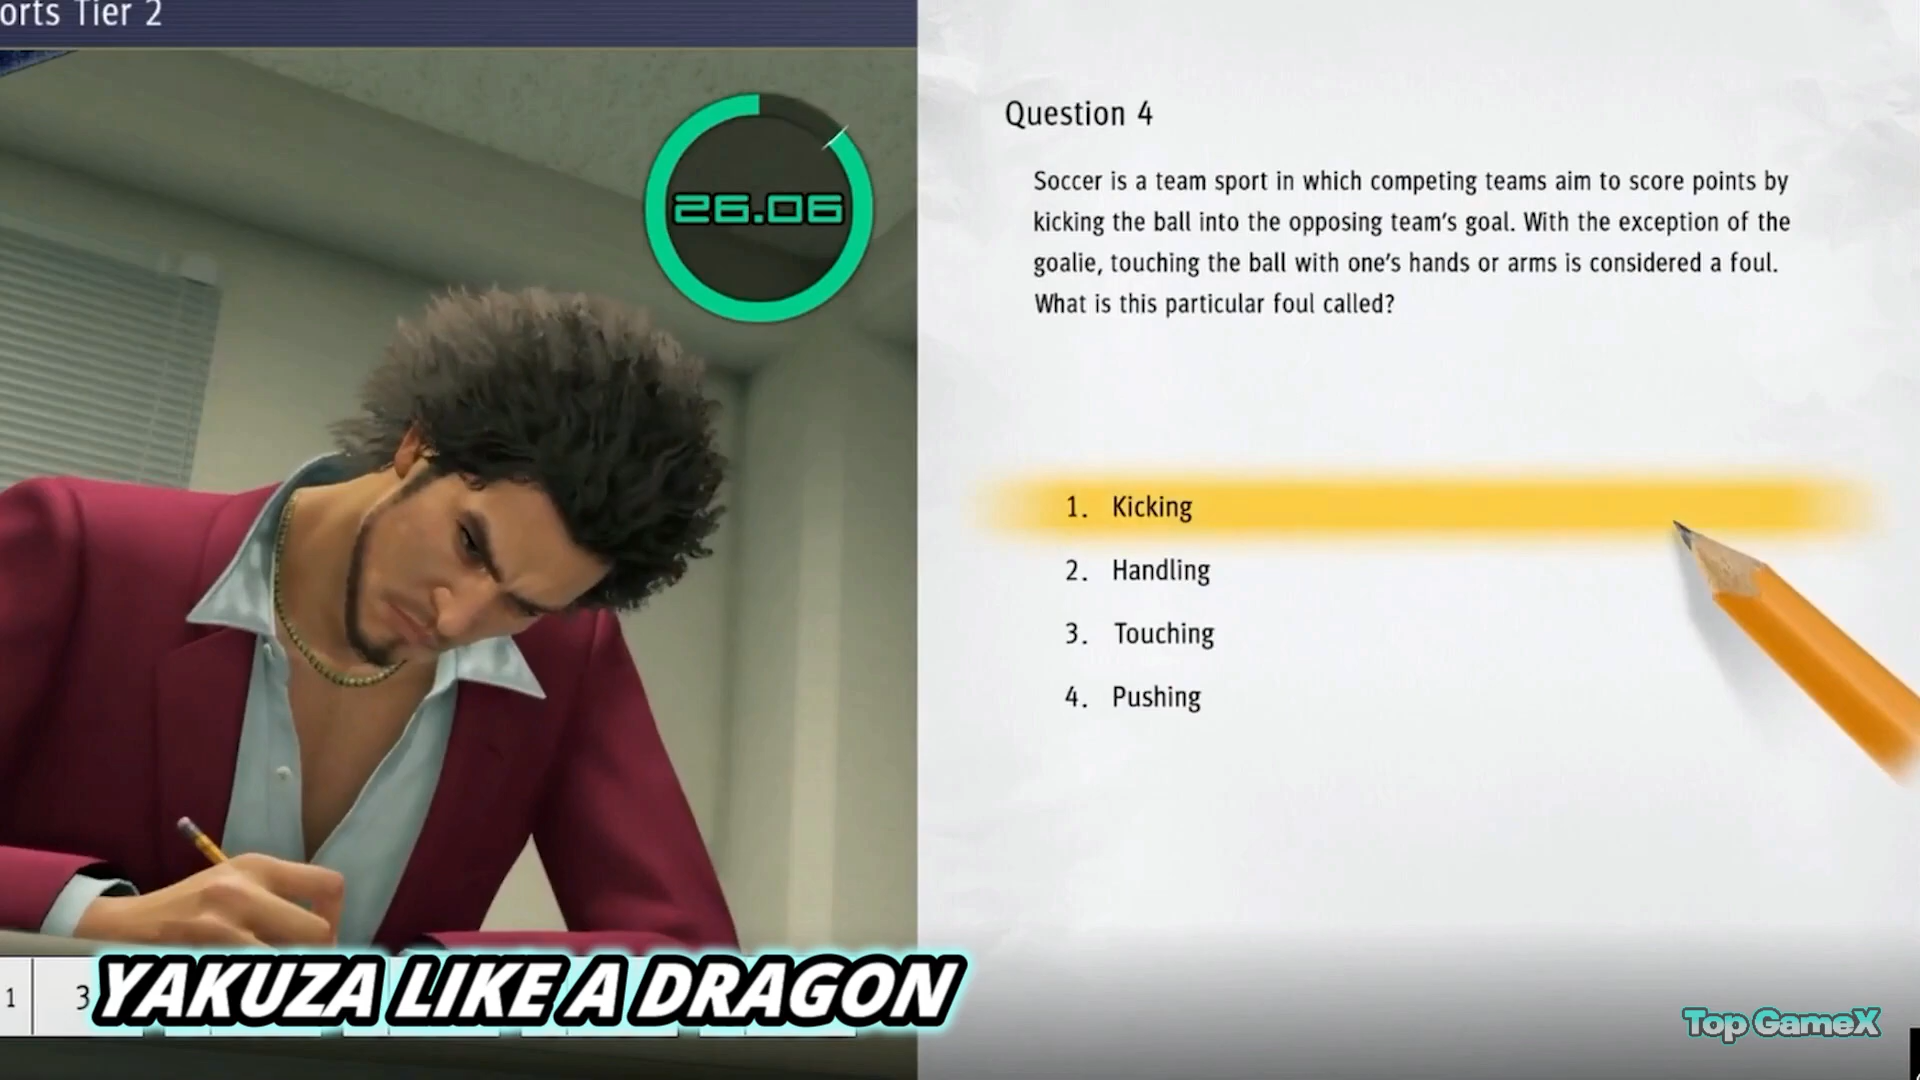 orts Tier 2
26.06
Question 4
Soccer is a team sport in which competing teams aim to score points by
kicking the ball into the opposing team's goal. With the exception of the
goalie, touching the ball with one's hands or arms is considered a foul.
What is this particular foul called?
1. Kicking
2. Handling
3. Touching
4. Pushing
1 3
YAKUZA LIKE A DRAGON
Top GameX